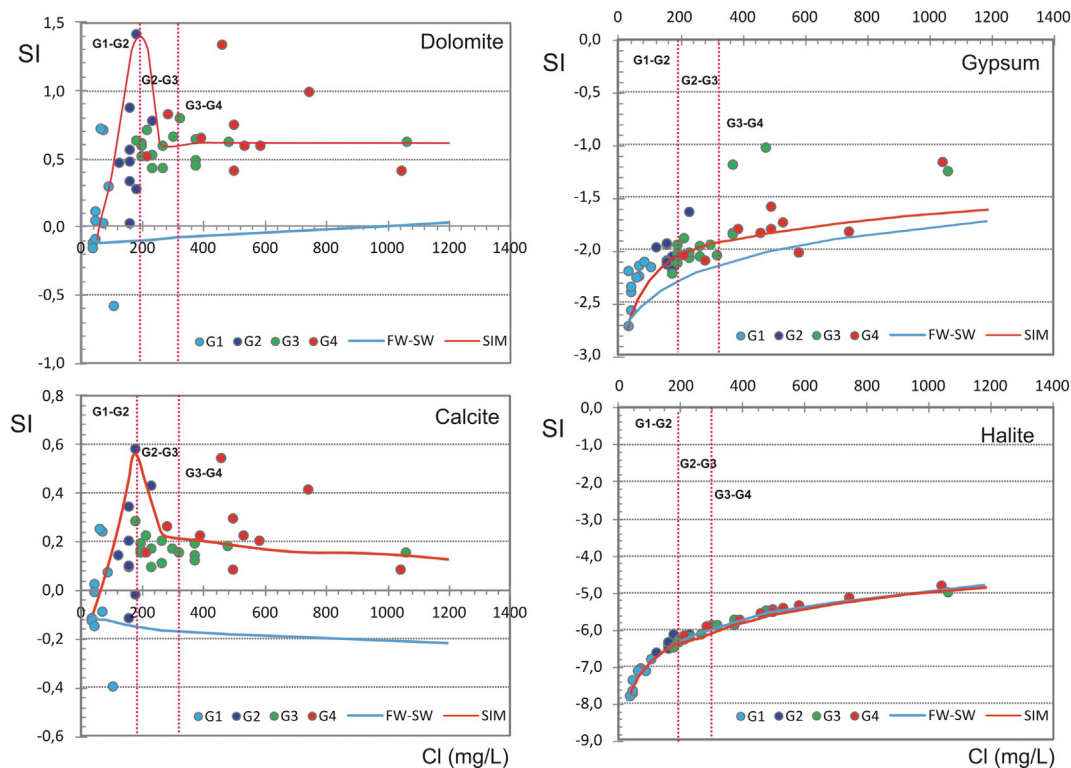 1,5
SI
G1-G2
Dolomite
1,0
G2-G3
G3-G4
0,5
0,0
0 200 400 600 800 1000 1200 1400
-0,5
G1 G2 G3 G4 FW-SW SIM
-1,0
0 200 400 600 800 1000 1200 1400
0,0
SI
G1-G2
Gypsum
-0,5
G2-G3
G3-G4
-1,0
-1,5
-2,0
-2,5
G1 G2 G3 G4 FW-SW SIM
-3,0
0,8
SI
G1-G2
Calcite
0,6
G2-G3
G3-G4
0,4
0,2
0,0
0 200 400 600 800 1000 1200 1400
-0,2
-0,4
G1 G2 G3 G4 FW-SW SIM
-0,6
Cl (mg/L)
0 200 400 600 800 1000 1200 1400
0,0
SI
G1-G2
Halite
-1,0
G2-G3
-2,0
G3-G4
-3,0
-4,0
-5,0
-6,0
-7,0
-8,0
G1 G2 G3 G4 FW-SW SIM
-9,0
Cl (mg/L)